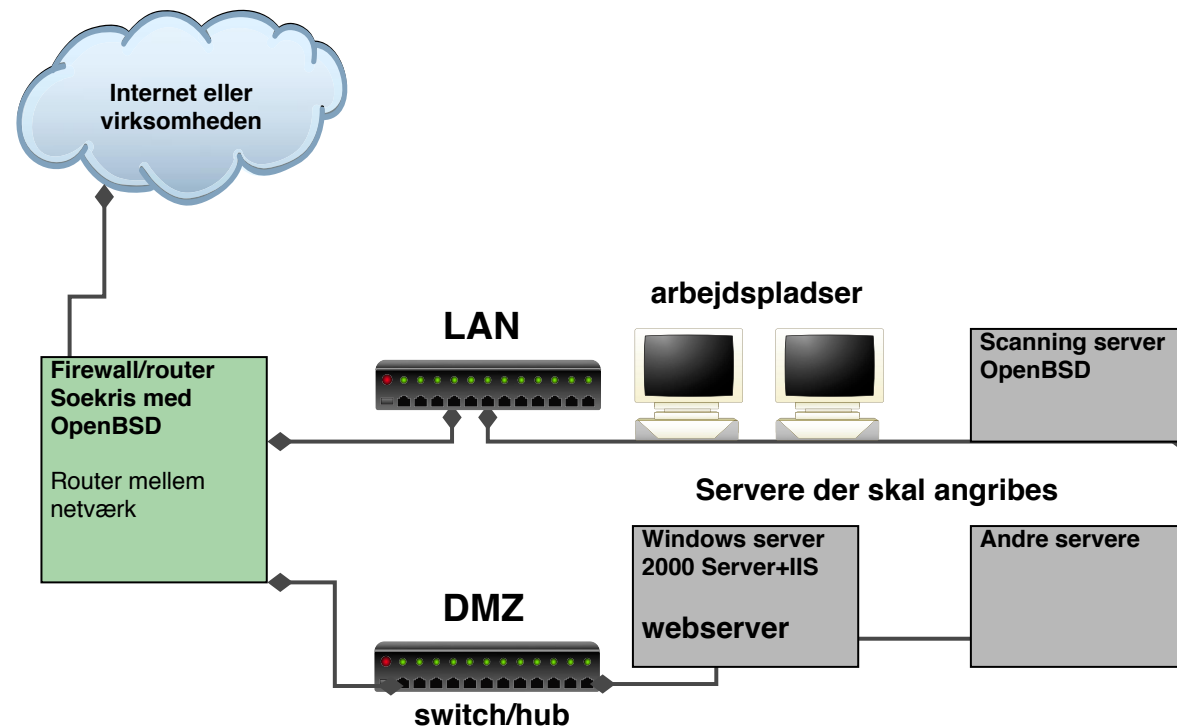 Internet eller
virksomheden
arbejdspladser
LAN
Scanning server
OpenBSD
Firewall/router
Soekris med
OpenBSD
Router mellem
netværk
Servere der skal angribes
Windows server
2000 Server+IIS
webserver
Andre servere
DMZ
switch/hub